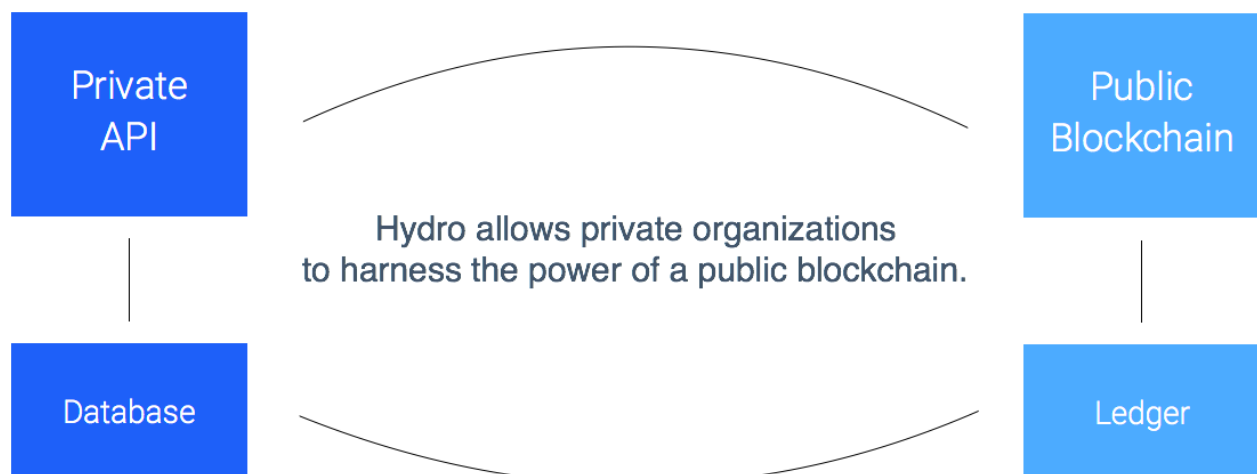 Private
API
Public
Blockchain
Hydro allows private organizations
to harness the power of a public blockchain.
Database
Ledger